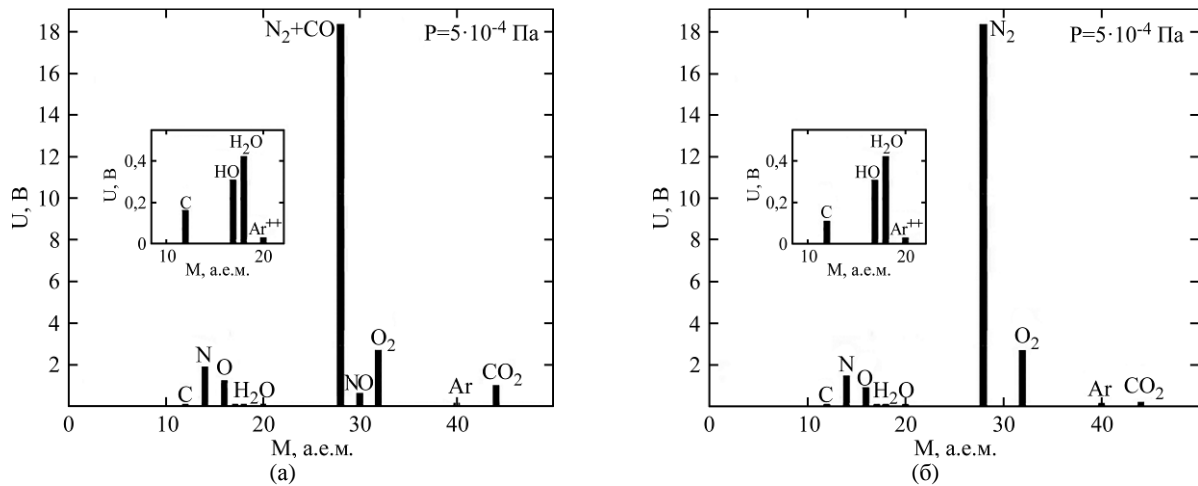 18
16
14
12
10
8
6
4
2
U, В
N₂+CO
P=5·10⁻⁴ Па
0,4
0,2
0
U, В
C
HO
H₂O
Ar⁺⁺
10
20
М, а.е.м.
C
N
O
H₂O
NO
O₂
Ar
CO₂
0
10
20
30
40
М, а.е.м.
(а)
18
16
14
12
10
8
6
4
2
U, В
N₂
P=5·10⁻⁴ Па
0,4
0,2
0
U, В
C
HO
H₂O
Ar⁺⁺
10
20
М, а.е.м.
C
N
O
H₂O
O₂
Ar
CO₂
0
10
20
30
40
М, а.е.м.
(б)